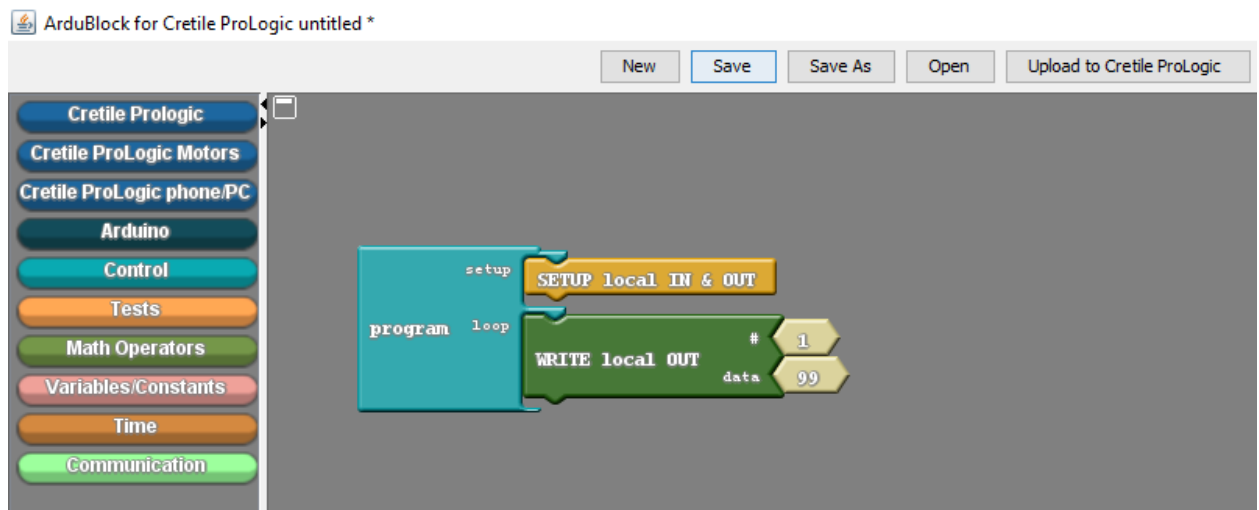 ArduBlock for Cretile ProLogic untitled *
New Save Save As Open Upload to Cretile ProLogic
Cretile Prologic
Cretile ProLogic Motors
Cretile ProLogic phone/PC
Arduino
Control
Tests
Math Operators
Variables/Constants
Time
Communication
program
setup
SETUP local IN & OUT
loop
WRITE local OUT
# 1
data 99